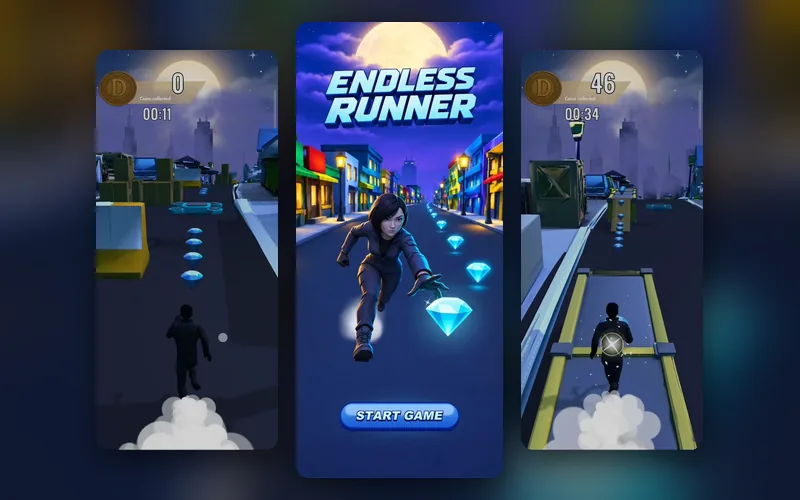 D
0
Coins collected
00:11
ENDLESS
RUNNER
START GAME
D
46
Coins collected
00:34